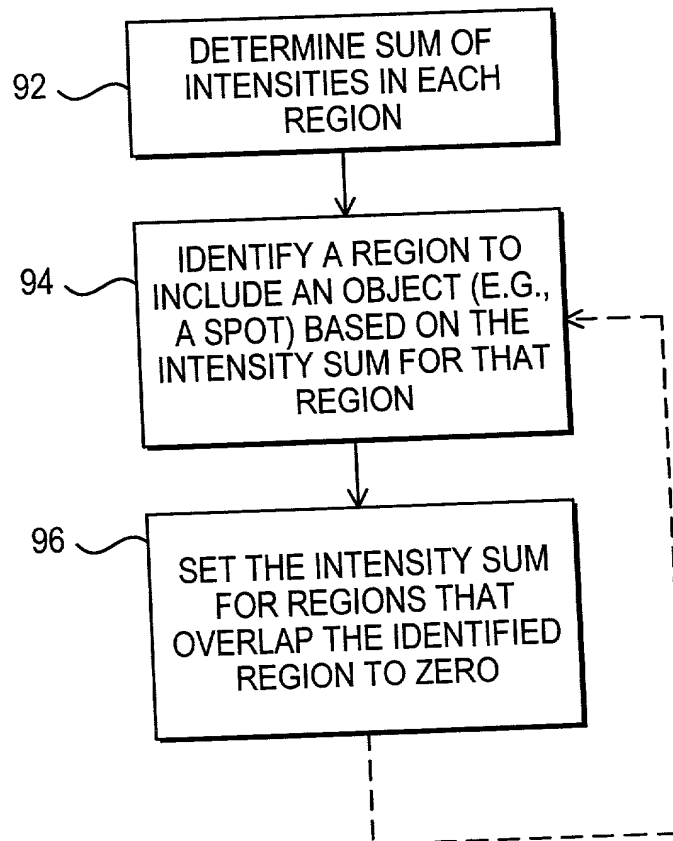 92
DETERMINE SUM OF
INTENSITIES IN EACH
REGION
94
IDENTIFY A REGION TO
INCLUDE AN OBJECT (E.G.,
A SPOT) BASED ON THE
INTENSITY SUM FOR THAT
REGION
96
SET THE INTENSITY SUM
FOR REGIONS THAT
OVERLAP THE IDENTIFIED
REGION TO ZERO